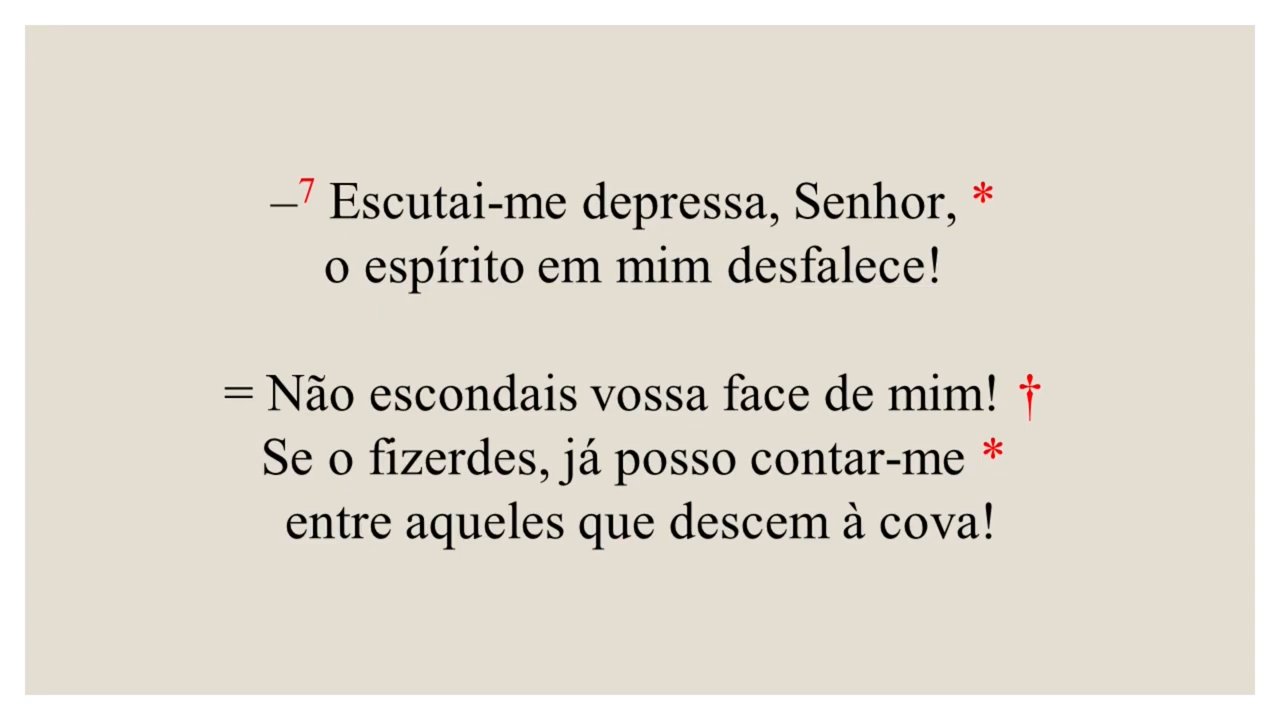 –7 Escutai-me depressa, Senhor, *
o espírito em mim desfalece!
= Não escondais vossa face de mim! †
Se o fizerdes, já posso contar-me *
entre aqueles que descem à cova!